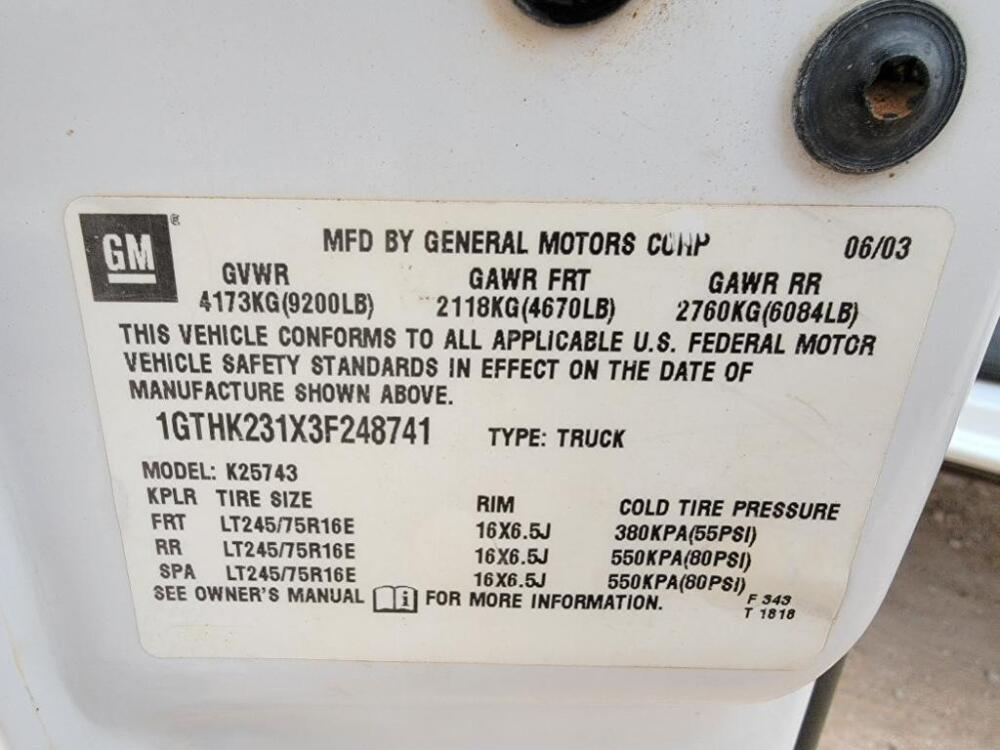 GM ®
MFD BY GENERAL MOTORS CORP 06/03
GVWR GAWR FRT GAWR RR
4173KG(9200LB) 2118KG(4670LB) 2760KG(6084LB)
THIS VEHICLE CONFORMS TO ALL APPLICABLE U.S. FEDERAL MOTOR
VEHICLE SAFETY STANDARDS IN EFFECT ON THE DATE OF
MANUFACTURE SHOWN ABOVE.
1GTHK231X3F248741 TYPE: TRUCK
MODEL: K25743
KPLR TIRE SIZE RIM COLD TIRE PRESSURE
FRT LT245/75R16E 16X6.5J 380KPA(55PSI)
RR LT245/75R16E 16X6.5J 550KPA(80PSI)
SPA LT245/75R16E 16X6.5J 550KPA(80PSI)
SEE OWNER'S MANUAL i FOR MORE INFORMATION.
F 343
T 1818